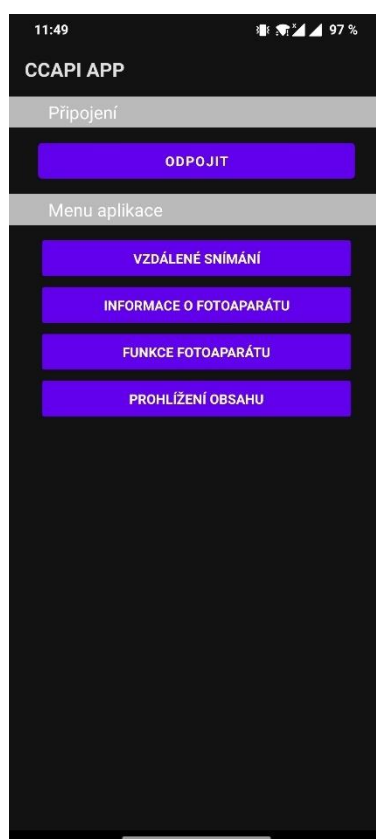 11:49 97 %
CCAPI APP
Připojení
ODPOJIT
Menu aplikace
VZDÁLENÉ SNÍMÁNÍ
INFORMACE O FOTOAPARÁTU
FUNKCE FOTOAPARÁTU
PROHLÍŽENÍ OBSAHU